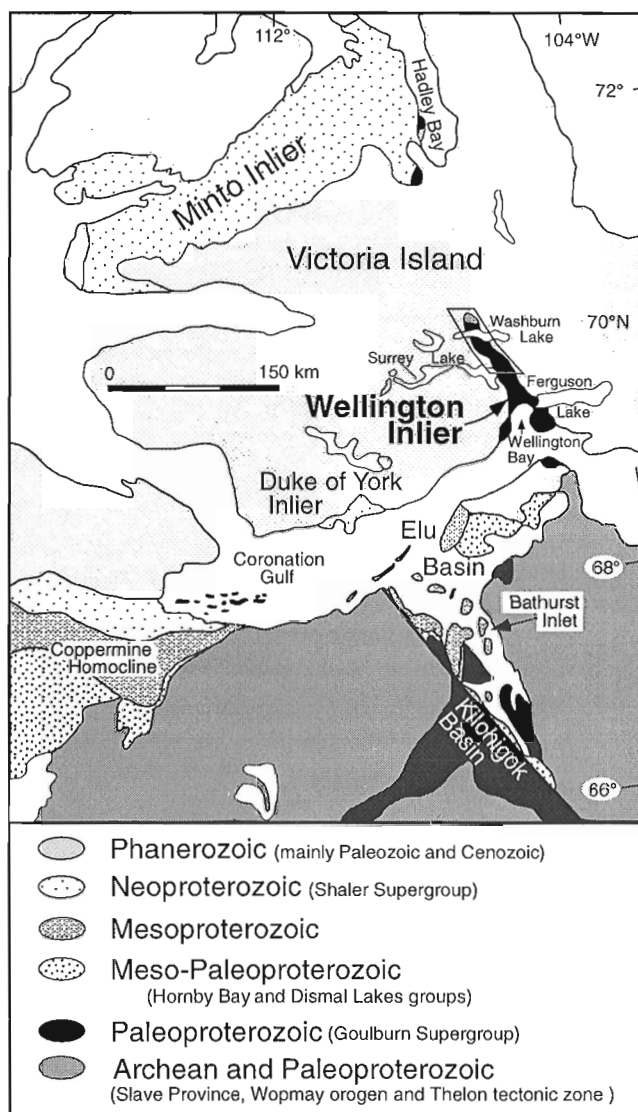 112°
104°W
72°
Hadley Bay
Minto Inlier
Victoria Island
70°N
Washburn
Lake
Surrey Lake
0 150 km
Ferguson
Lake
Wellington
Inlier
Wellington
Bay
Duke of York
Inlier
Elu
Basin
Coronation
Gulf
68°
Bathurst
Inlet
Coppermine
Homocline
Kilohigok
Basin
66°
Phanerozoic (mainly Paleozoic and Cenozoic)
Neoproterozoic (Shaler Supergroup)
Mesoproterozoic
Meso-Paleoproterozoic
(Hornby Bay and Dismal Lakes groups)
Paleoproterozoic (Goulburn Supergroup)
Archean and Paleoproterozoic
(Slave Province, Wopmay orogen and Thelon tectonic zone )